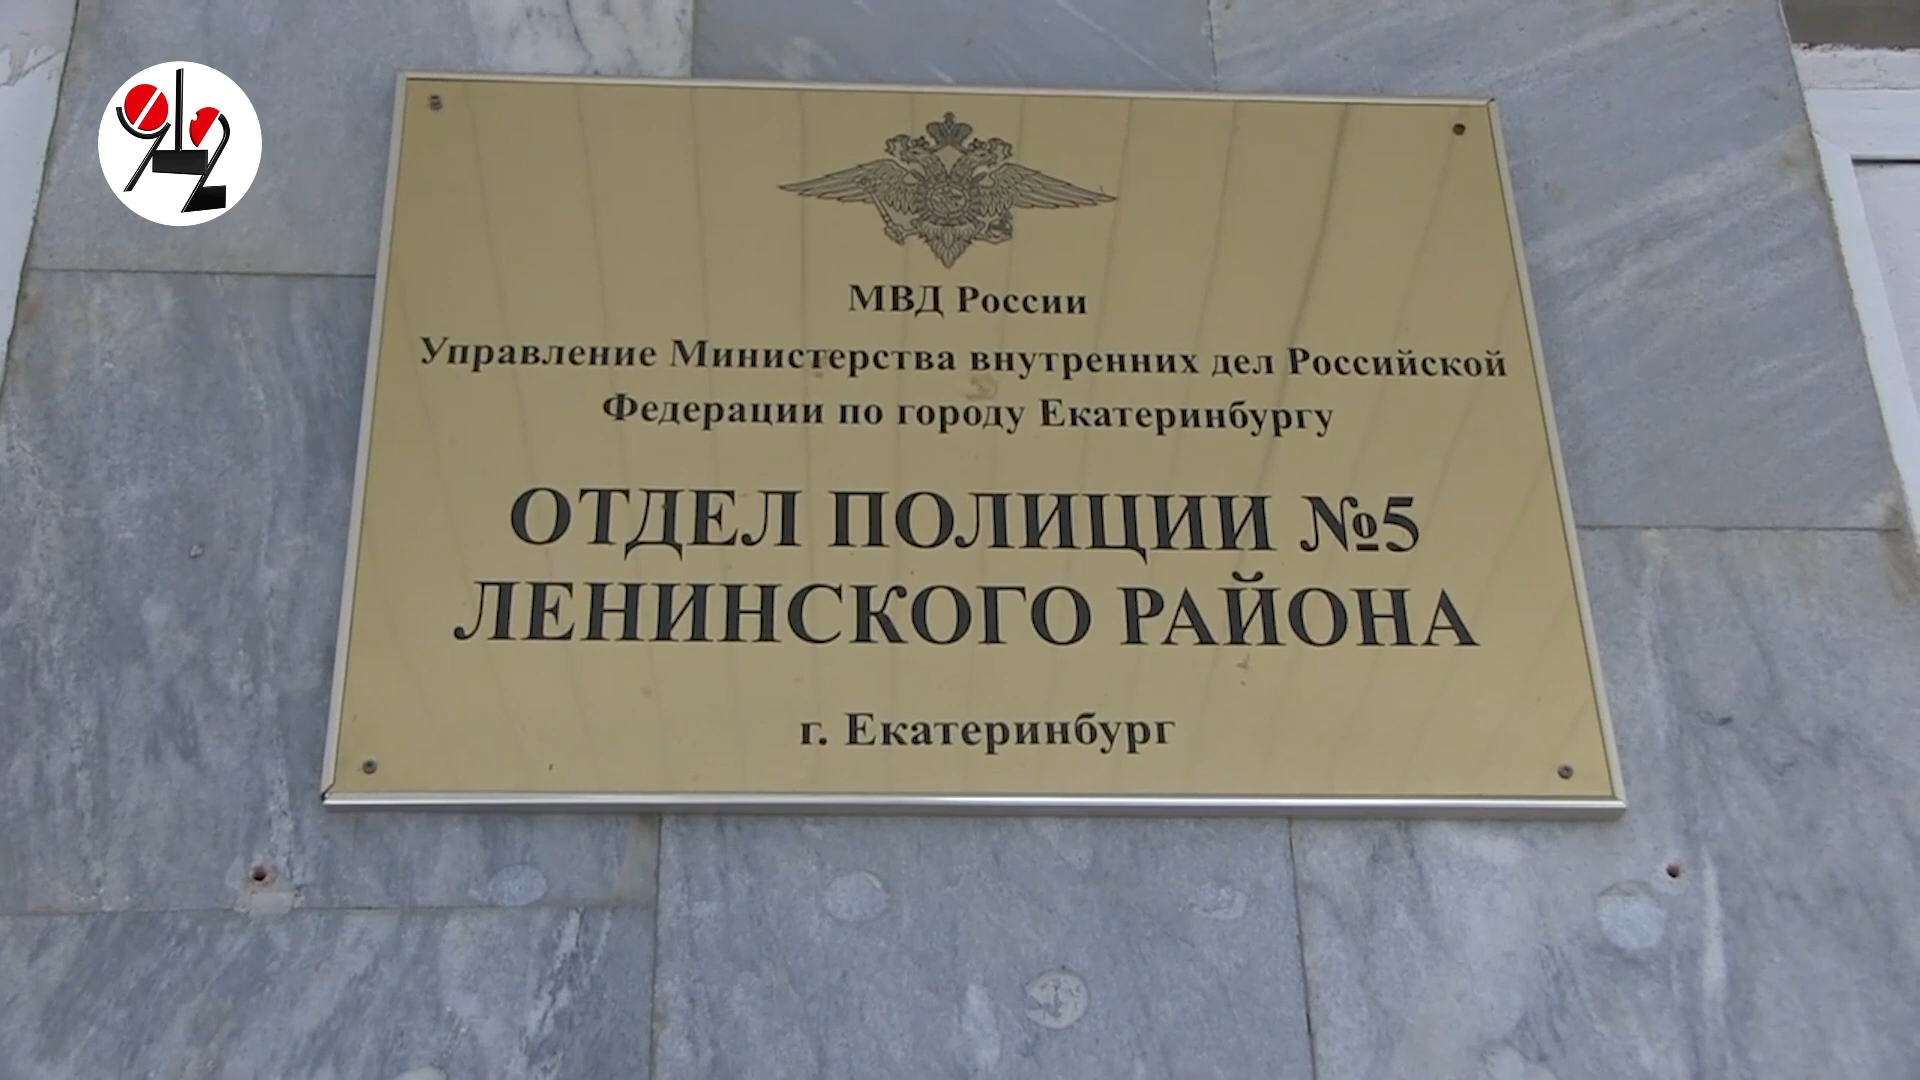 МВД России
Управление Министерства внутренних дел Российской
Федерации по городу Екатеринбургу
ОТДЕЛ ПОЛИЦИИ №5
ЛЕНИНСКОГО РАЙОНА
г. Екатеринбург